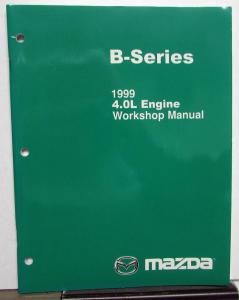 B-Series
1999
4.0L Engine
Workshop Manual
mazda